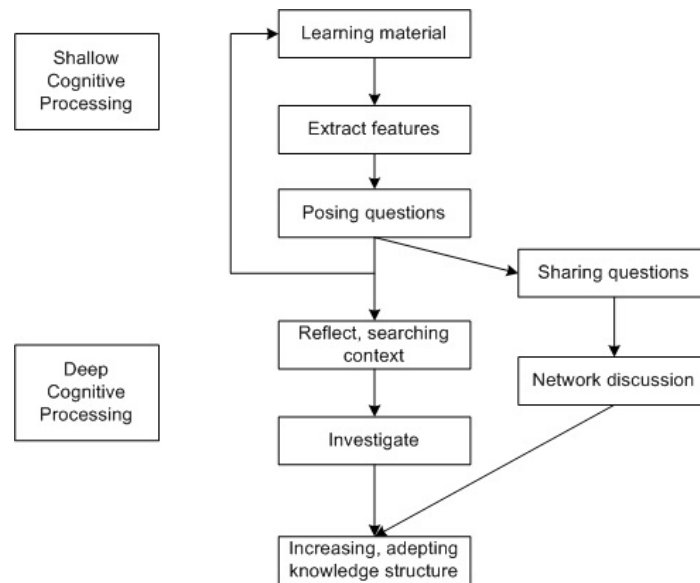 Learning material
Shallow
Cognitive
Processing
Extract features
Posing questions
Sharing questions
Reflect, searching
context
Deep
Cognitive
Processing
Network discussion
Investigate
Increasing, adepting
knowledge structure